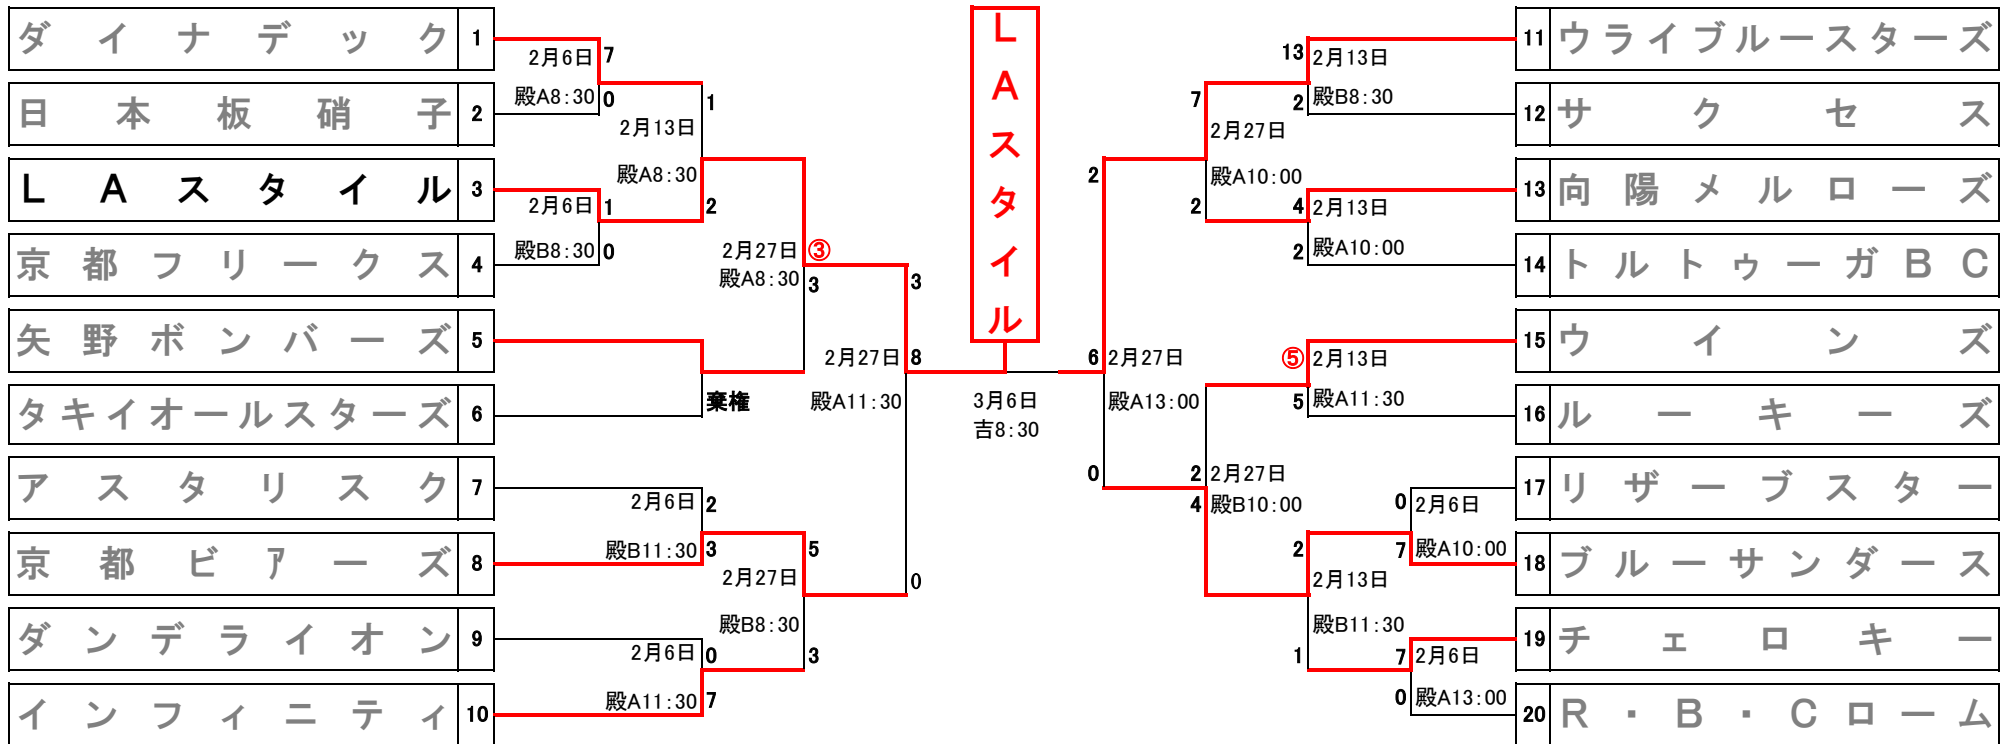 ダイナデック 1
日本板硝子 2
LAスタイル 3
京都フリークス 4
矢野ボンバーズ 5
タキイオールスターズ 6
アスタリスク 7
京都ビアーズ 8
ダンデライオン 9
インフィニティ 10
2月6日 7
殿A8:30 0
2月6日 1
殿B8:30 0
1
2月13日
殿A8:30
2
2月27日 ③
殿A8:30 3
棄権
2月6日 2
殿B11:30 3
2月6日 0
殿A11:30 7
5
2月27日
殿B8:30
3
3
2月27日 8
殿A11:30
0
LAスタイル
3月6日
吉8:30
2
6 2月27日
殿A13:00
0
7
2月27日
殿A10:00
2
2 2月27日
4 殿B10:00
13 2月13日
2 殿B8:30
4 2月13日
2 殿A10:00
⑤ 2月13日
5 殿A11:30
2
2月13日
殿B11:30
1
0 2月6日
7 殿A10:00
7 2月6日
0 殿A13:00
11 ウライブルースターズ
12 サクセス
13 向陽メルローズ
14 トルトゥーガBC
15 ウインズ
16 ルーキーズ
17 リザーブスター
18 ブルーサンダース
19 チェロキー
20 R・B・Cローム